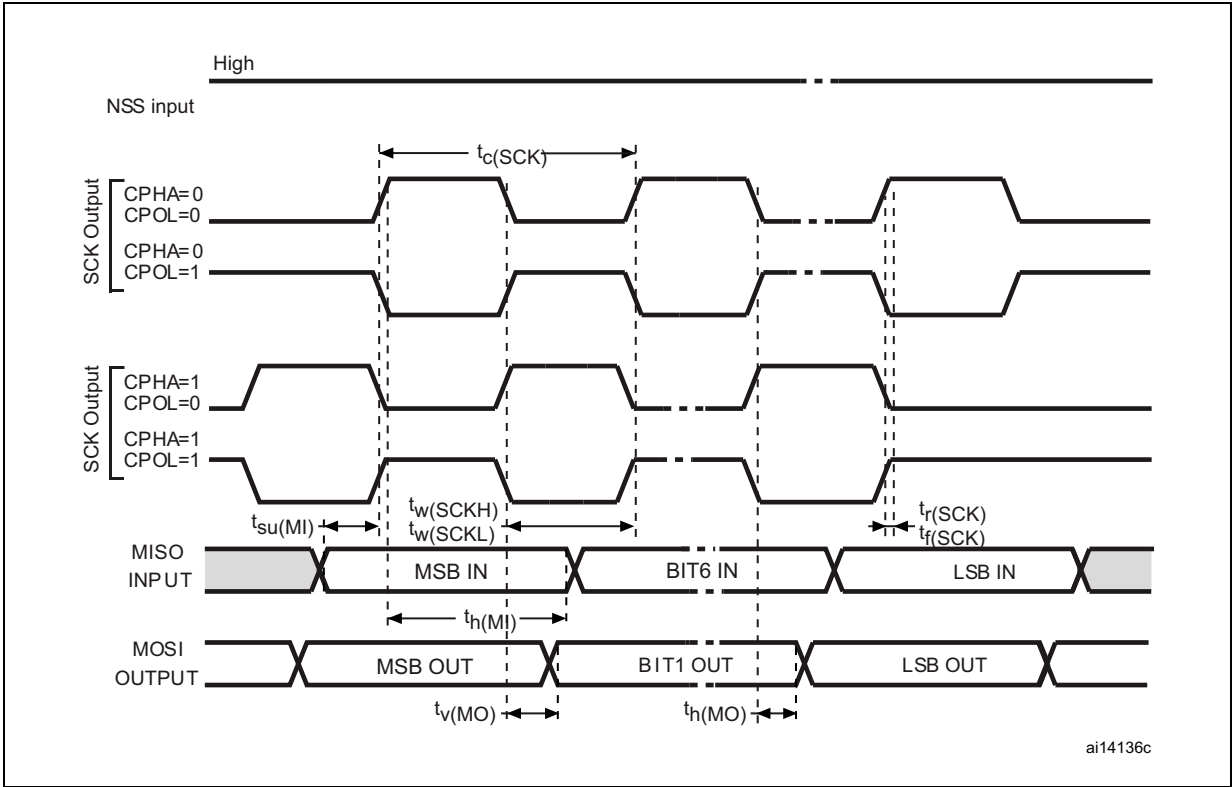 High
NSS input
tc(SCK)
SCK Output
CPHA=0
CPOL=0
CPHA=0
CPOL=1
SCK Output
CPHA=1
CPOL=0
CPHA=1
CPOL=1
tsu(MI)
tw(SCKH)
tw(SCKL)
tr(SCK)
tf(SCK)
MISO
INPUT
MSB IN
BIT6 IN
LSB IN
th(MI)
MOSI
OUTPUT
MSB OUT
BIT1 OUT
LSB OUT
tv(MO)
th(MO)
ai14136c